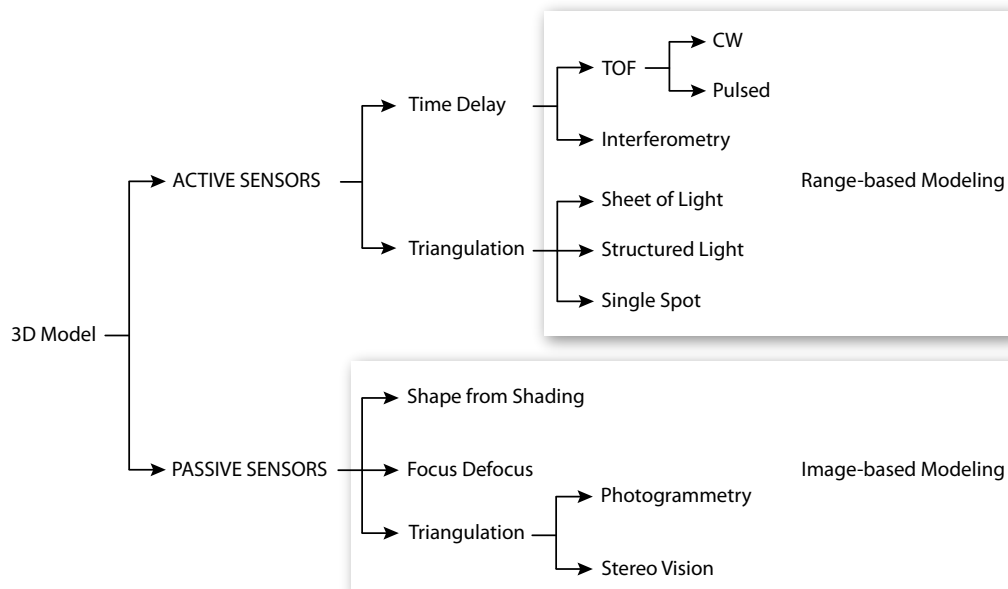 CW
TOF
Pulsed
Time Delay
Interferometry
ACTIVE SENSORS
Range-based Modeling
Sheet of Light
Triangulation
Structured Light
Single Spot
3D Model
Shape from Shading
PASSIVE SENSORS
Focus Defocus
Image-based Modeling
Photogrammetry
Triangulation
Stereo Vision